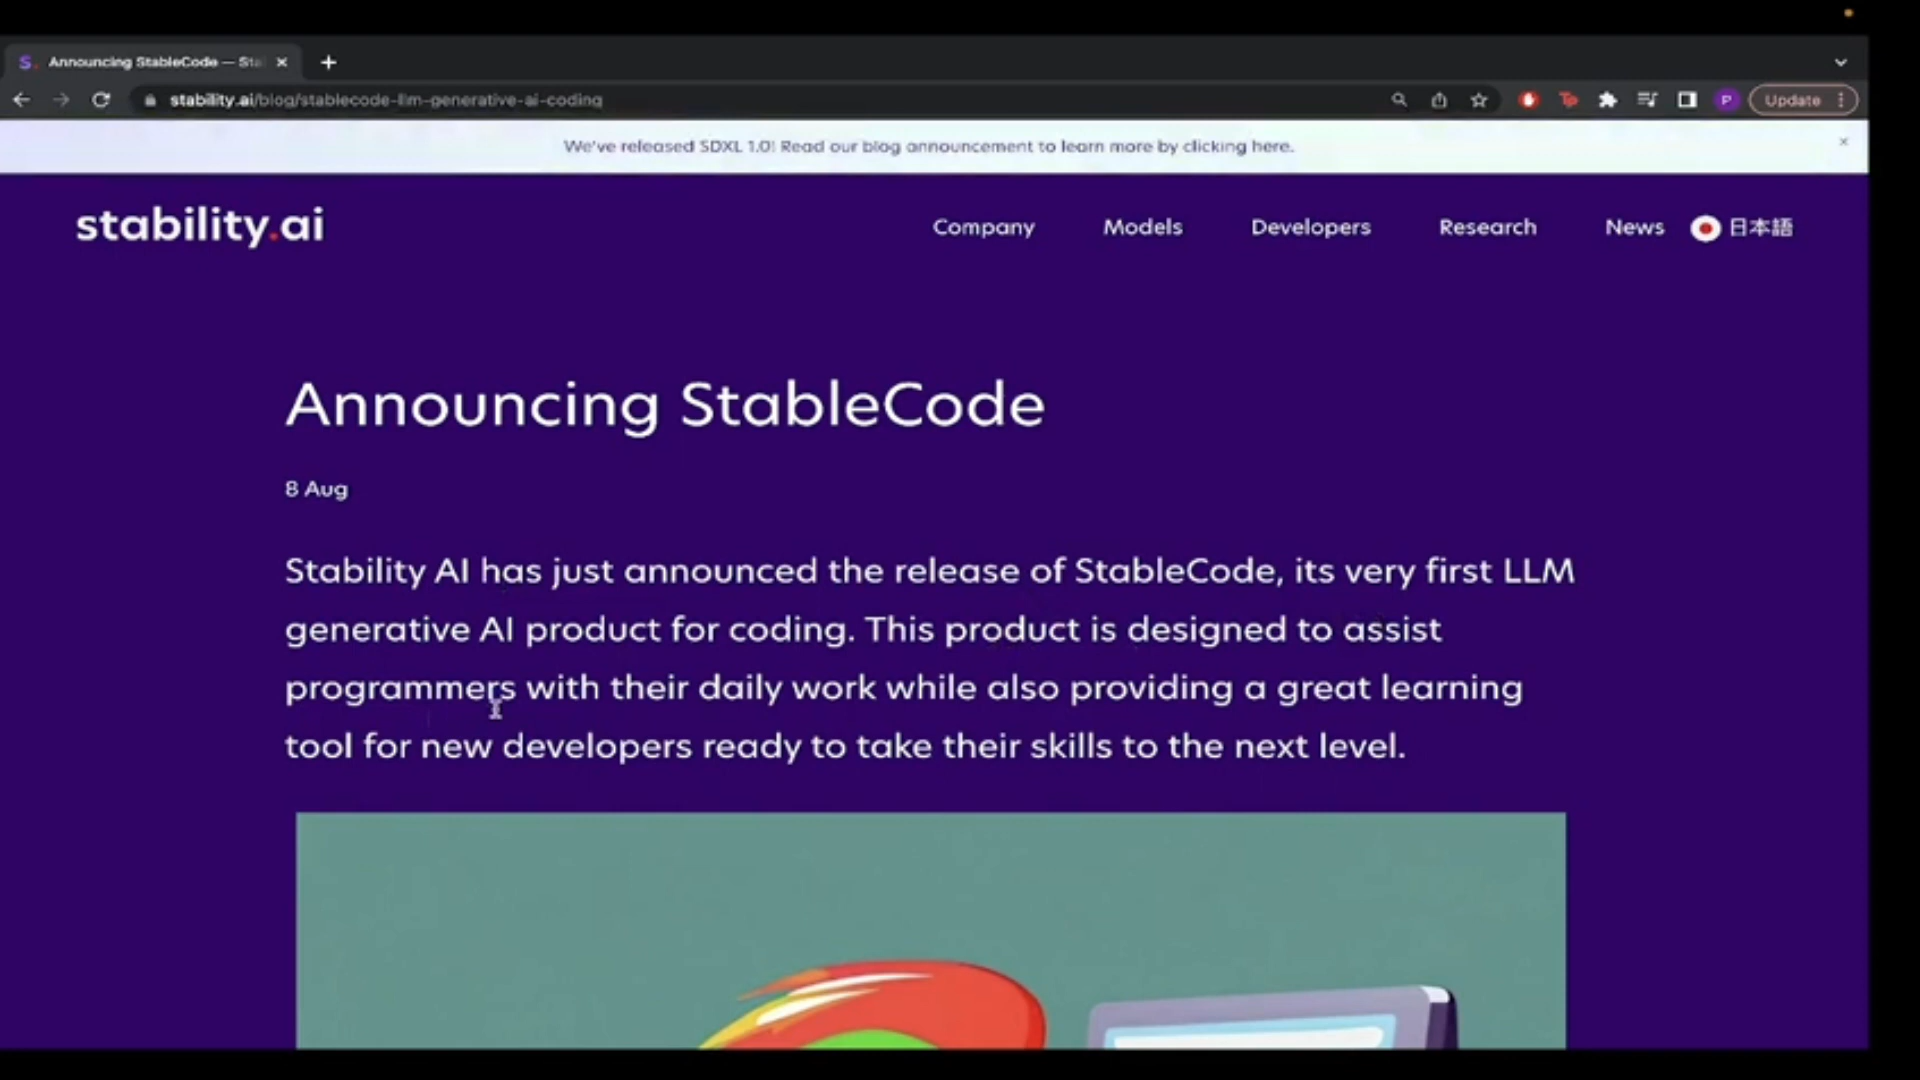 Announcing StableCode — Sta
stability.ai/blog/stablecode-llm-generative-ai-coding
P
Update
We've released SDXL 1.0! Read our blog announcement to learn more by clicking here.
stability.ai
Company Models Developers Research News 日本語
Announcing StableCode
8 Aug
Stability AI has just announced the release of StableCode, its very first LLM
generative AI product for coding. This product is designed to assist
programmers with their daily work while also providing a great learning
tool for new developers ready to take their skills to the next level.